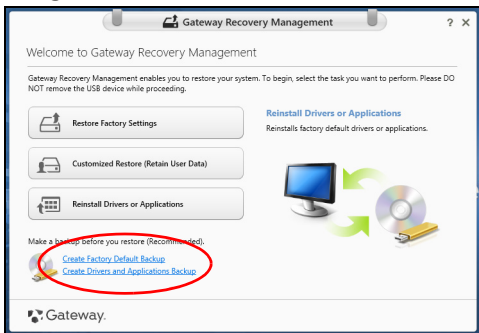 Gateway Recovery Management
? X
Welcome to Gateway Recovery Management
Gateway Recovery Management enables you to restore your system. To begin, select the task you want to perform. Please DO
NOT remove the USB device while proceeding.
Restore Factory Settings
Customized Restore (Retain User Data)
Reinstall Drivers or Applications
Reinstall Drivers or Applications
Reinstalls factory default drivers or applications.
Make a backup before you restore (Recommended).
Create Factory Default Backup
Create Drivers and Applications Backup
Gateway.